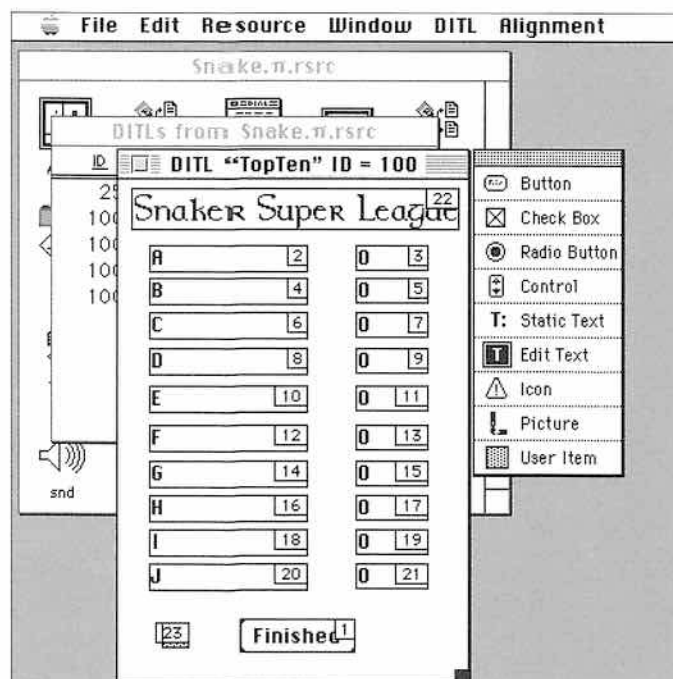 File Edit Resource Window DITL Alignment
Snake.π.rsrc
DITLs from Snake.π.rsrc
ID
DITL “TopTen” ID = 100
Snaker Super League 22
A 2 0 3
B 4 0 5
C 6 0 7
D 8 0 9
E 10 0 11
F 12 0 13
G 14 0 15
H 16 0 17
I 18 0 19
J 20 0 21
23 Finished 1
Button
Check Box
Radio Button
Control
T: Static Text
T Edit Text
Icon
Picture
User Item
25
100
100
100
100
snd